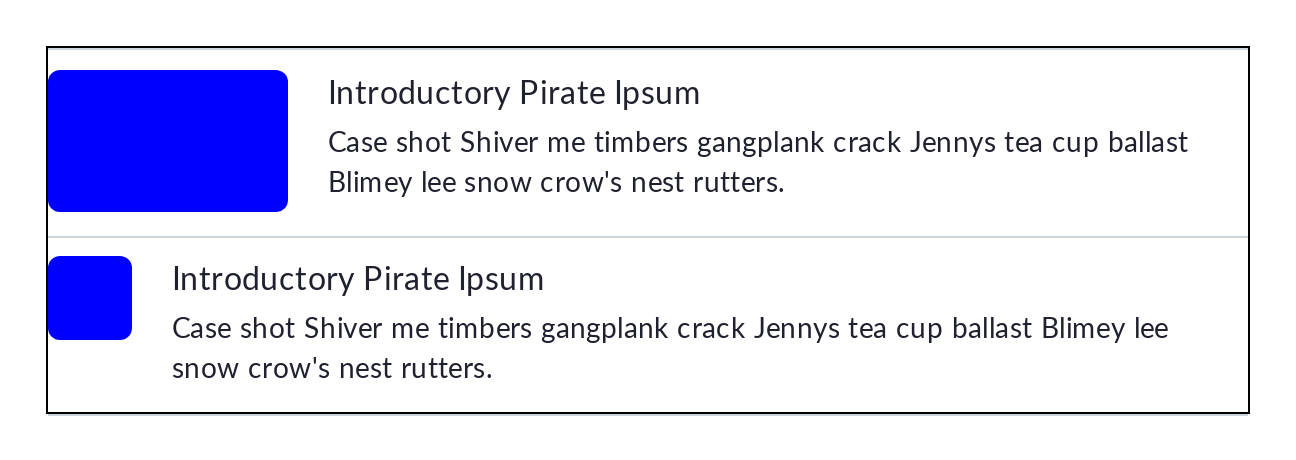 Introductory Pirate Ipsum
Case shot Shiver me timbers gangplank crack Jennys tea cup ballast
Blimey lee snow crow's nest rutters.
Introductory Pirate Ipsum
Case shot Shiver me timbers gangplank crack Jennys tea cup ballast Blimey lee
snow crow's nest rutters.